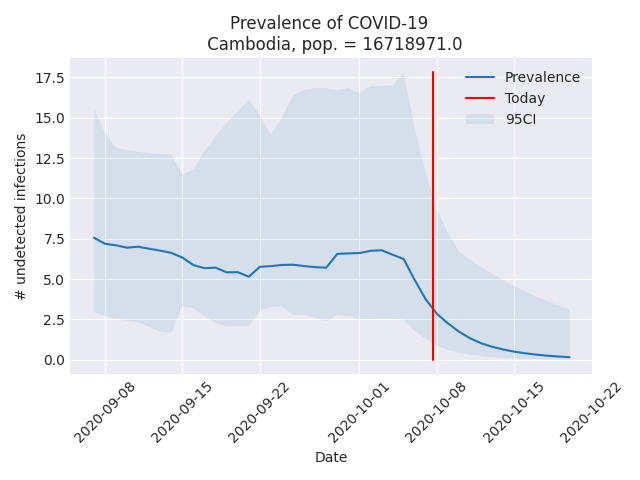 Prevalence of COVID-19
Cambodia, pop. = 16718971.0
17.5
15.0
12.5
10.0
7.5
5.0
2.5
0.0
# undetected infections
Prevalence
Today
95CI
2020-09-08
2020-09-15
2020-09-22
2020-10-01
2020-10-08
2020-10-15
2020-10-22
Date